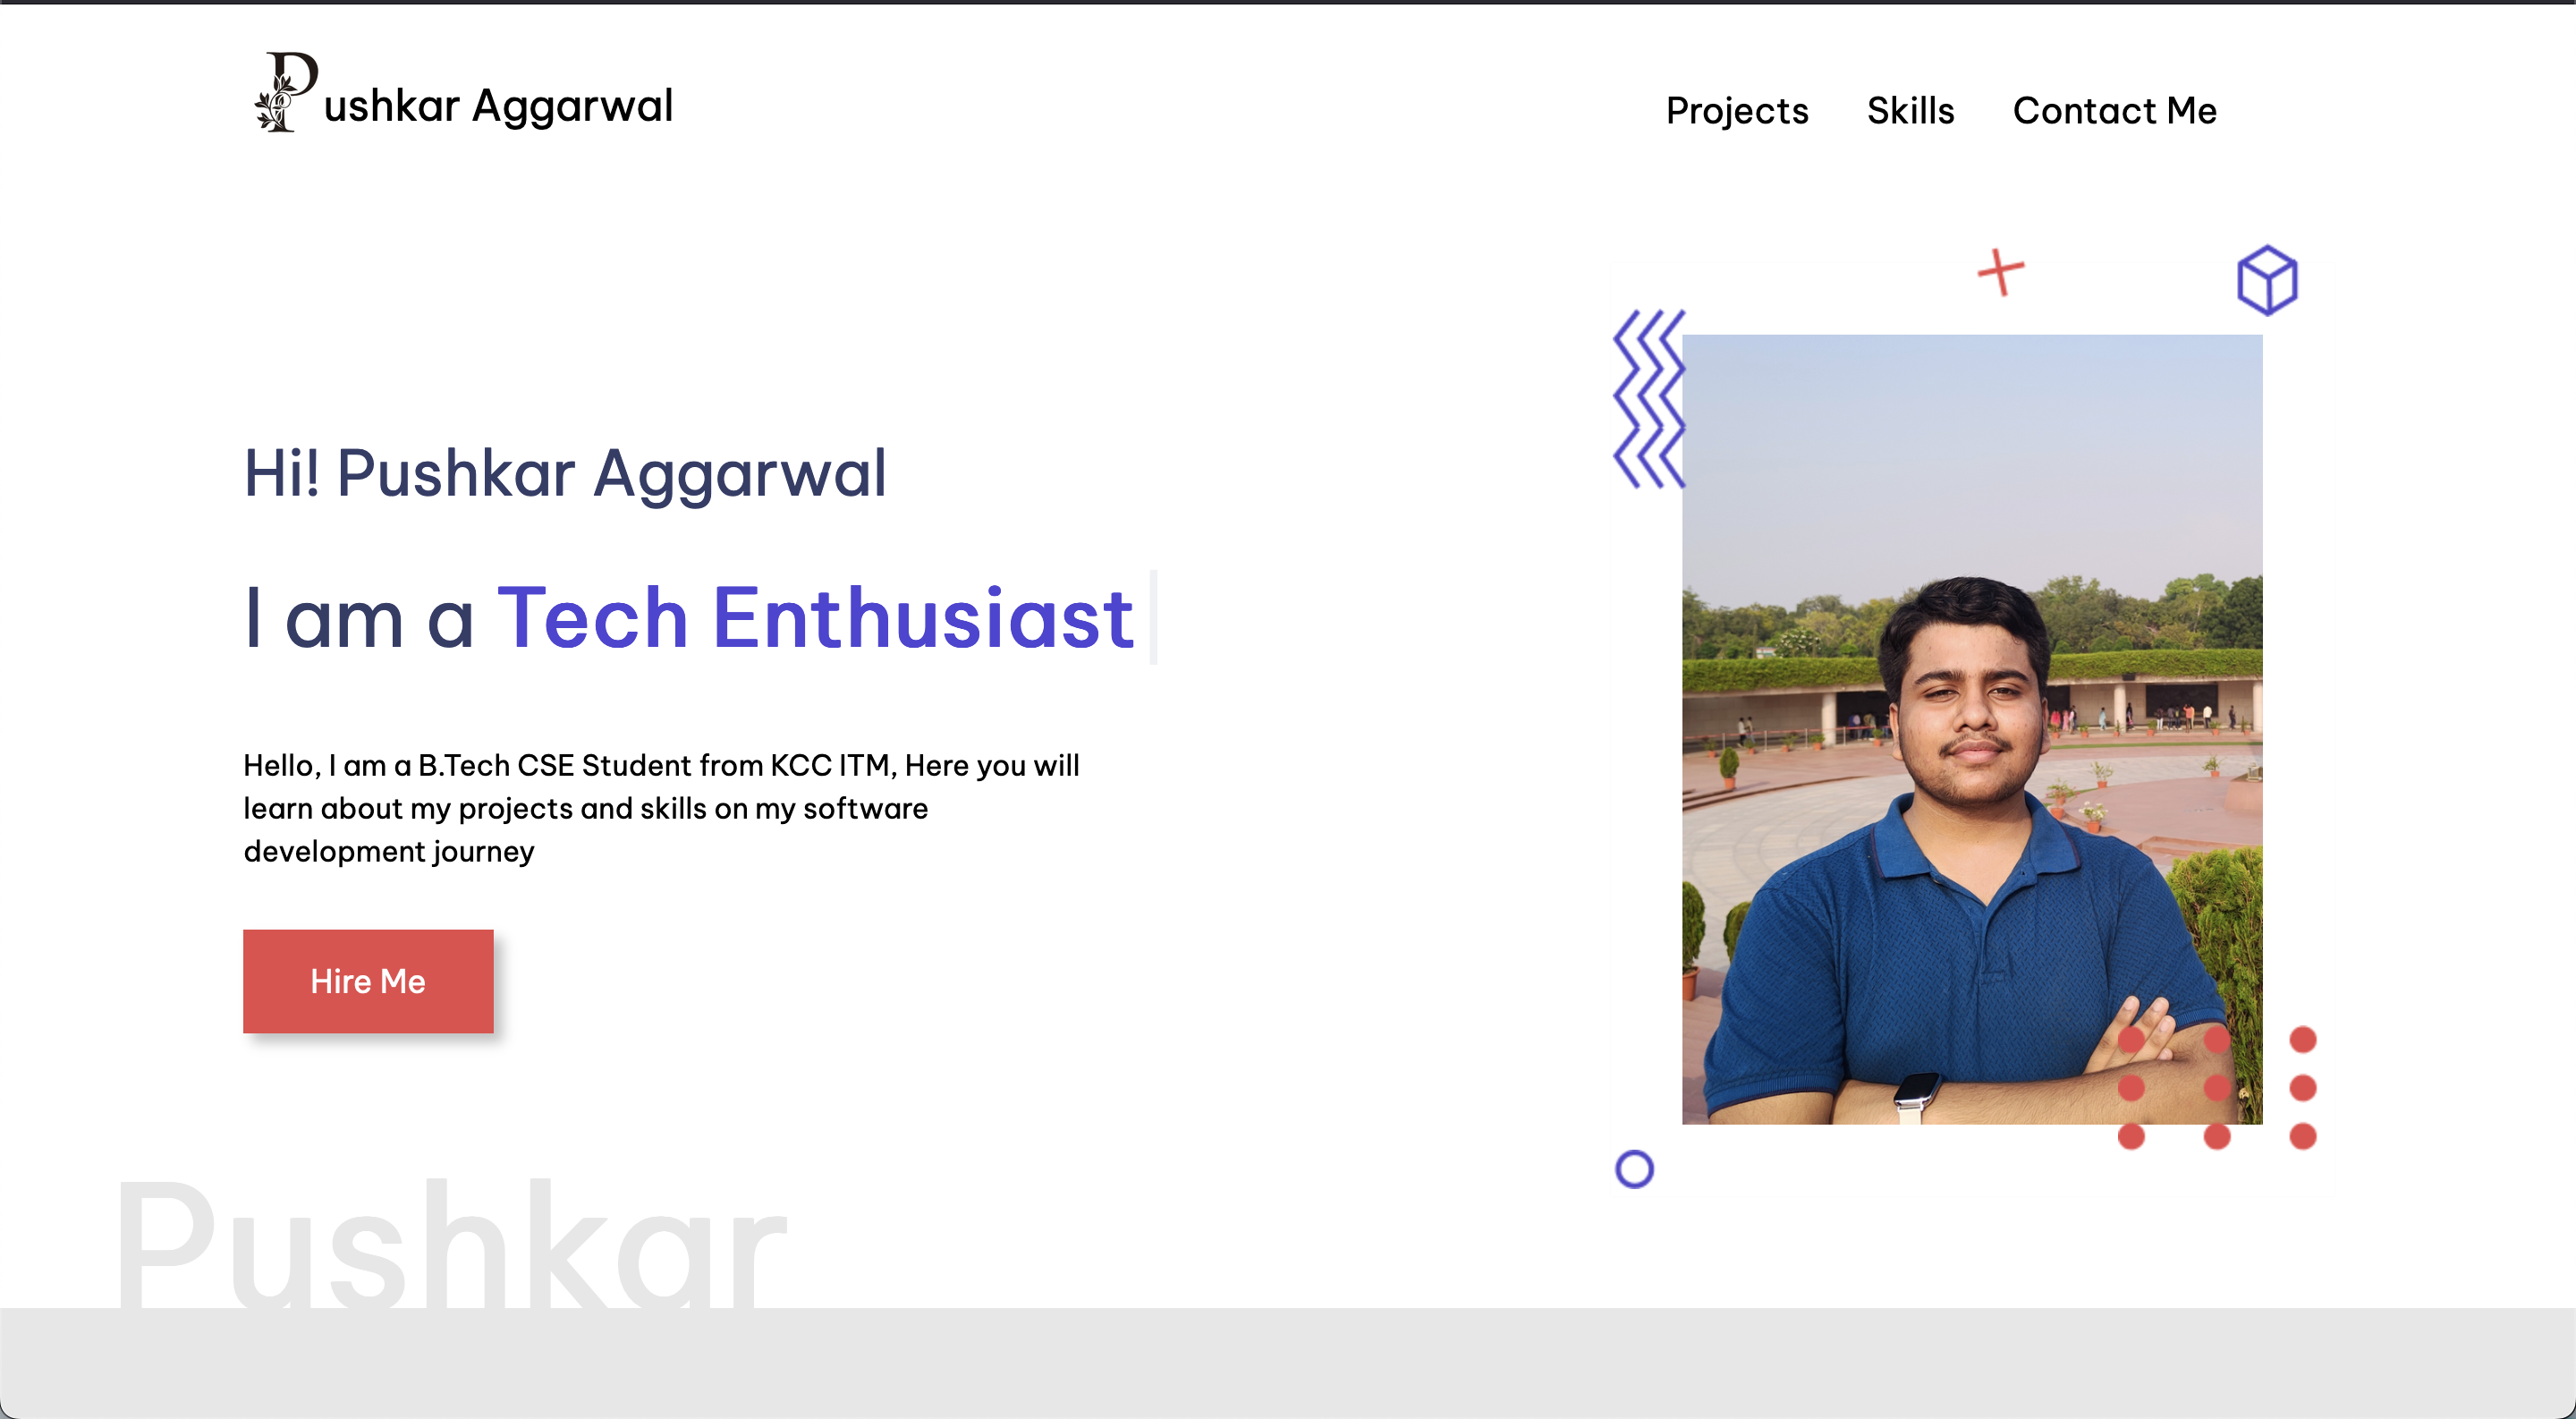 Pushkar Aggarwal
Projects Skills Contact Me
Hi! Pushkar Aggarwal
I am a Tech Enthusiast
Hello, I am a B.Tech CSE Student from KCC ITM, Here you will
learn about my projects and skills on my software
development journey
Hire Me
Pushkar